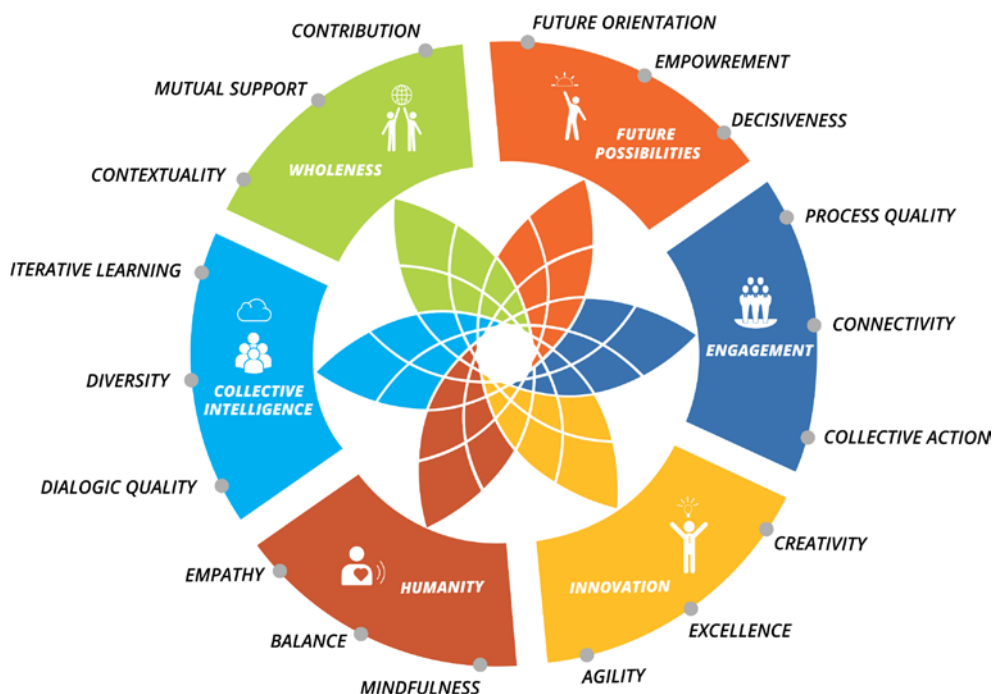 CONTRIBUTION
MUTUAL SUPPORT
CONTEXTUALITY
WHOLENESS
FUTURE ORIENTATION
EMPOWREMENT
DECISIVENESS
FUTURE
POSSIBILITIES
PROCESS QUALITY
CONNECTIVITY
COLLECTIVE ACTION
ENGAGEMENT
CREATIVITY
EXCELLENCE
AGILITY
INNOVATION
EMPATHY
BALANCE
MINDFULNESS
HUMANITY
ITERATIVE LEARNING
DIVERSITY
DIALOGIC QUALITY
COLLECTIVE
INTELLIGENCE